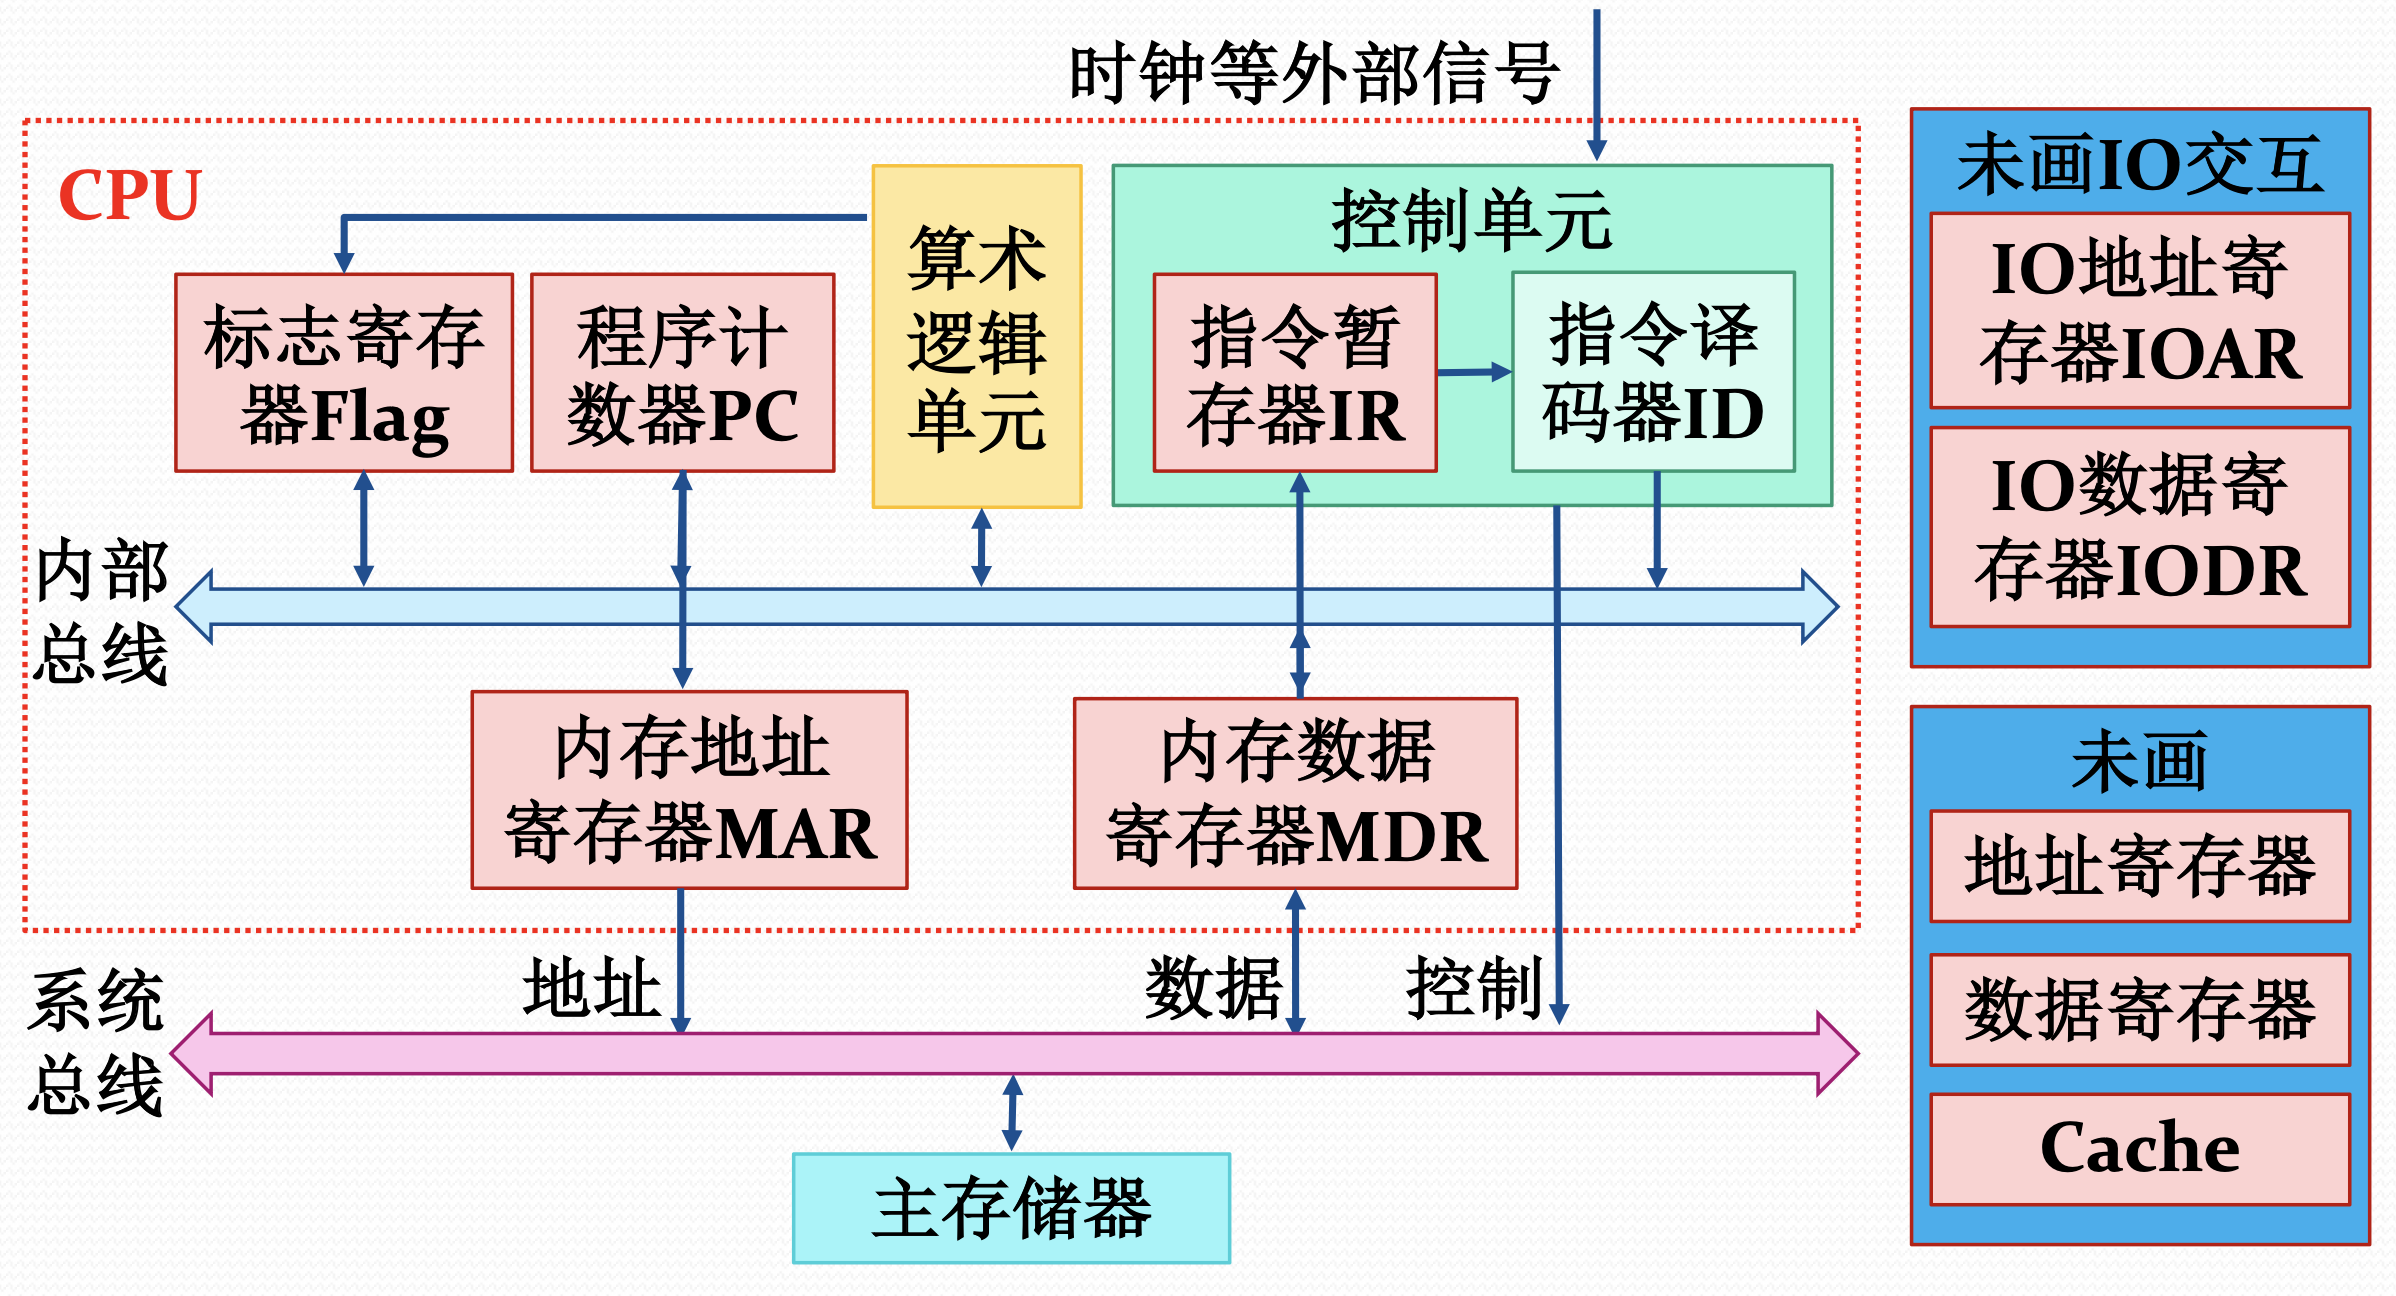 时钟等外部信号
CPU
标志寄存
器Flag
程序计
数器PC
算术
逻辑
单元
控制单元
指令暂
存器IR
指令译
码器ID
内部
总线
内存地址
寄存器MAR
内存数据
寄存器MDR
地址
数据
控制
系统
总线
主存储器
未画IO交互
IO地址寄
存器IOAR
IO数据寄
存器IODR
未画
地址寄存器
数据寄存器
Cache